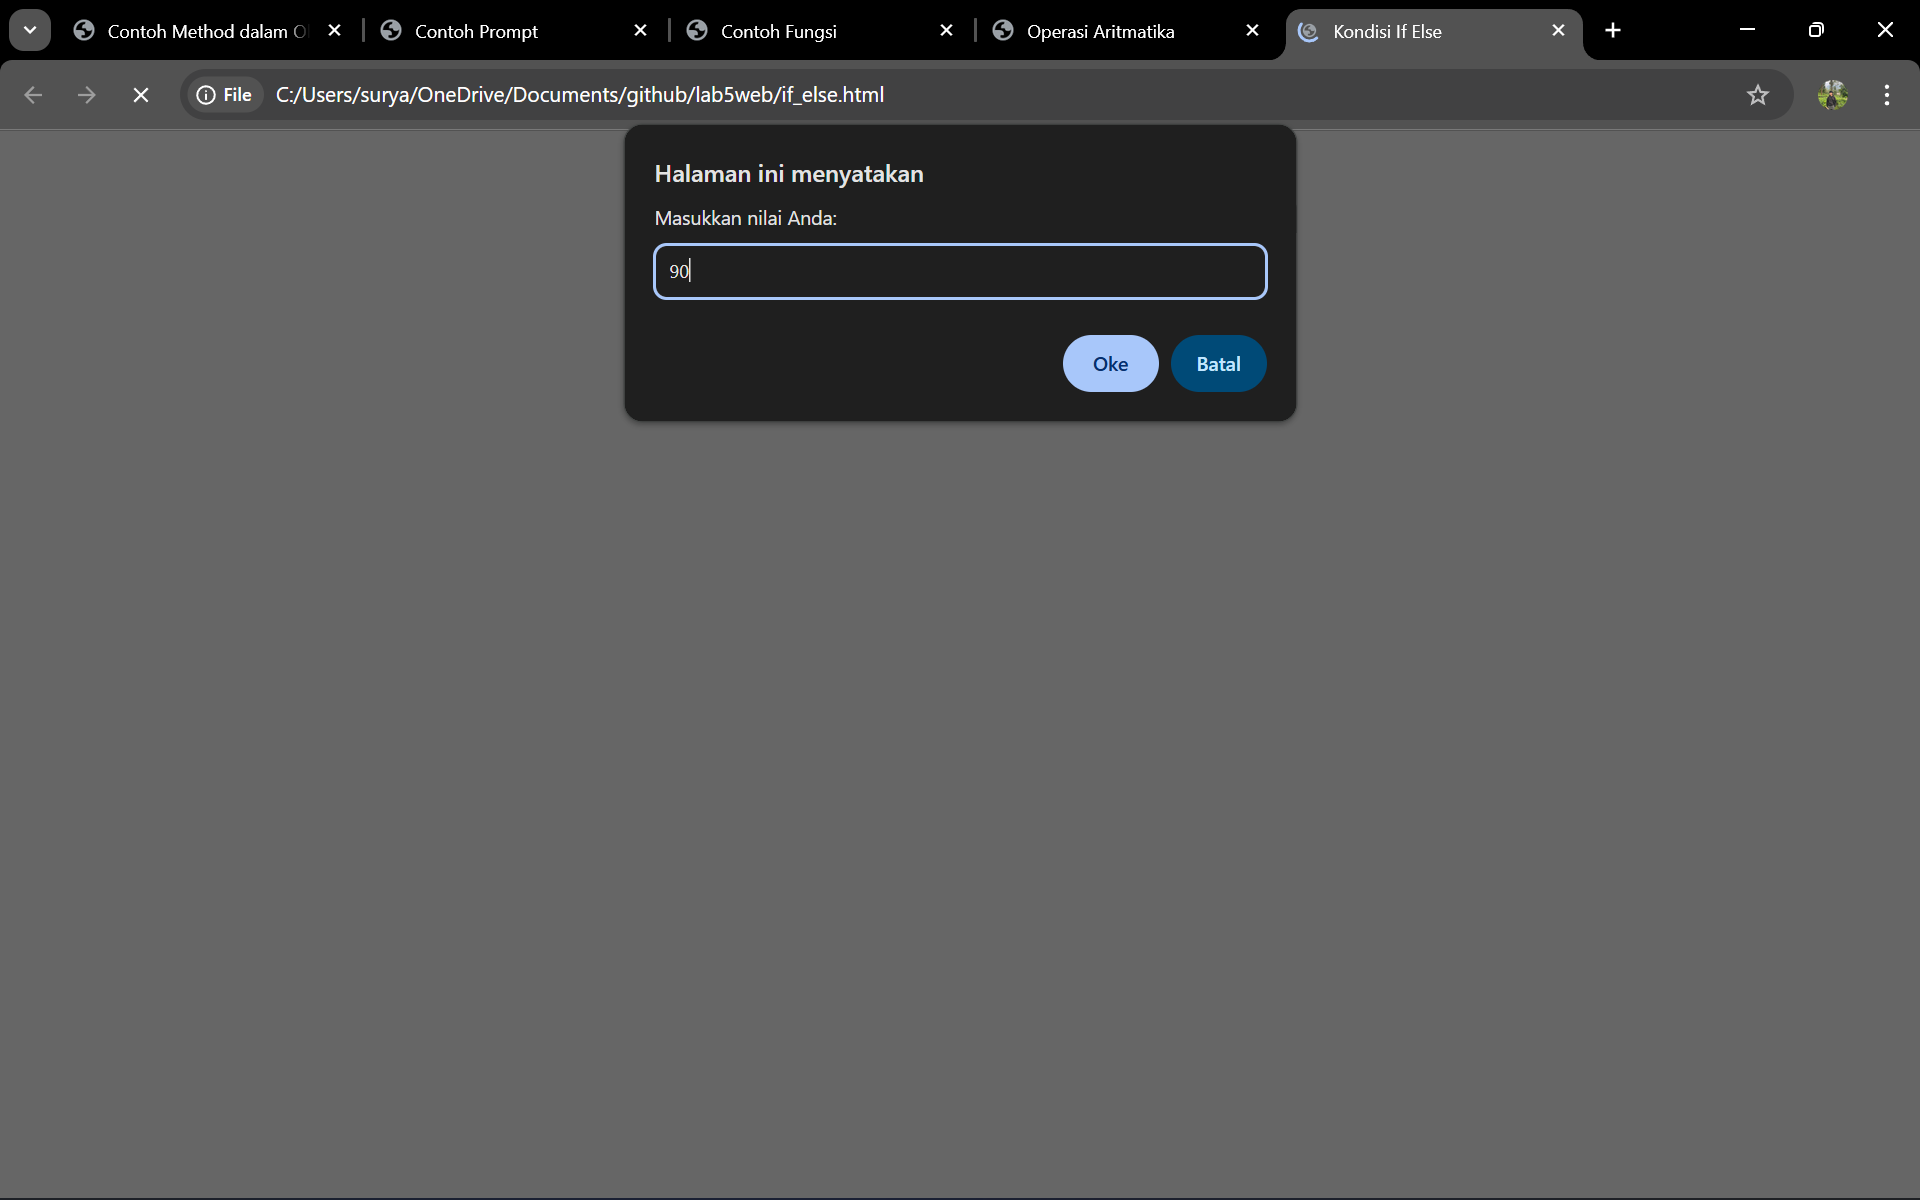 Contoh Method dalam
Contoh Prompt
Contoh Fungsi
Operasi Aritmatika
Kondisi If Else
File
C:/Users/surya/OneDrive/Documents/github/lab5web/if_else.html
Halaman ini menyatakan
Masukkan nilai Anda:
90
Oke
Batal